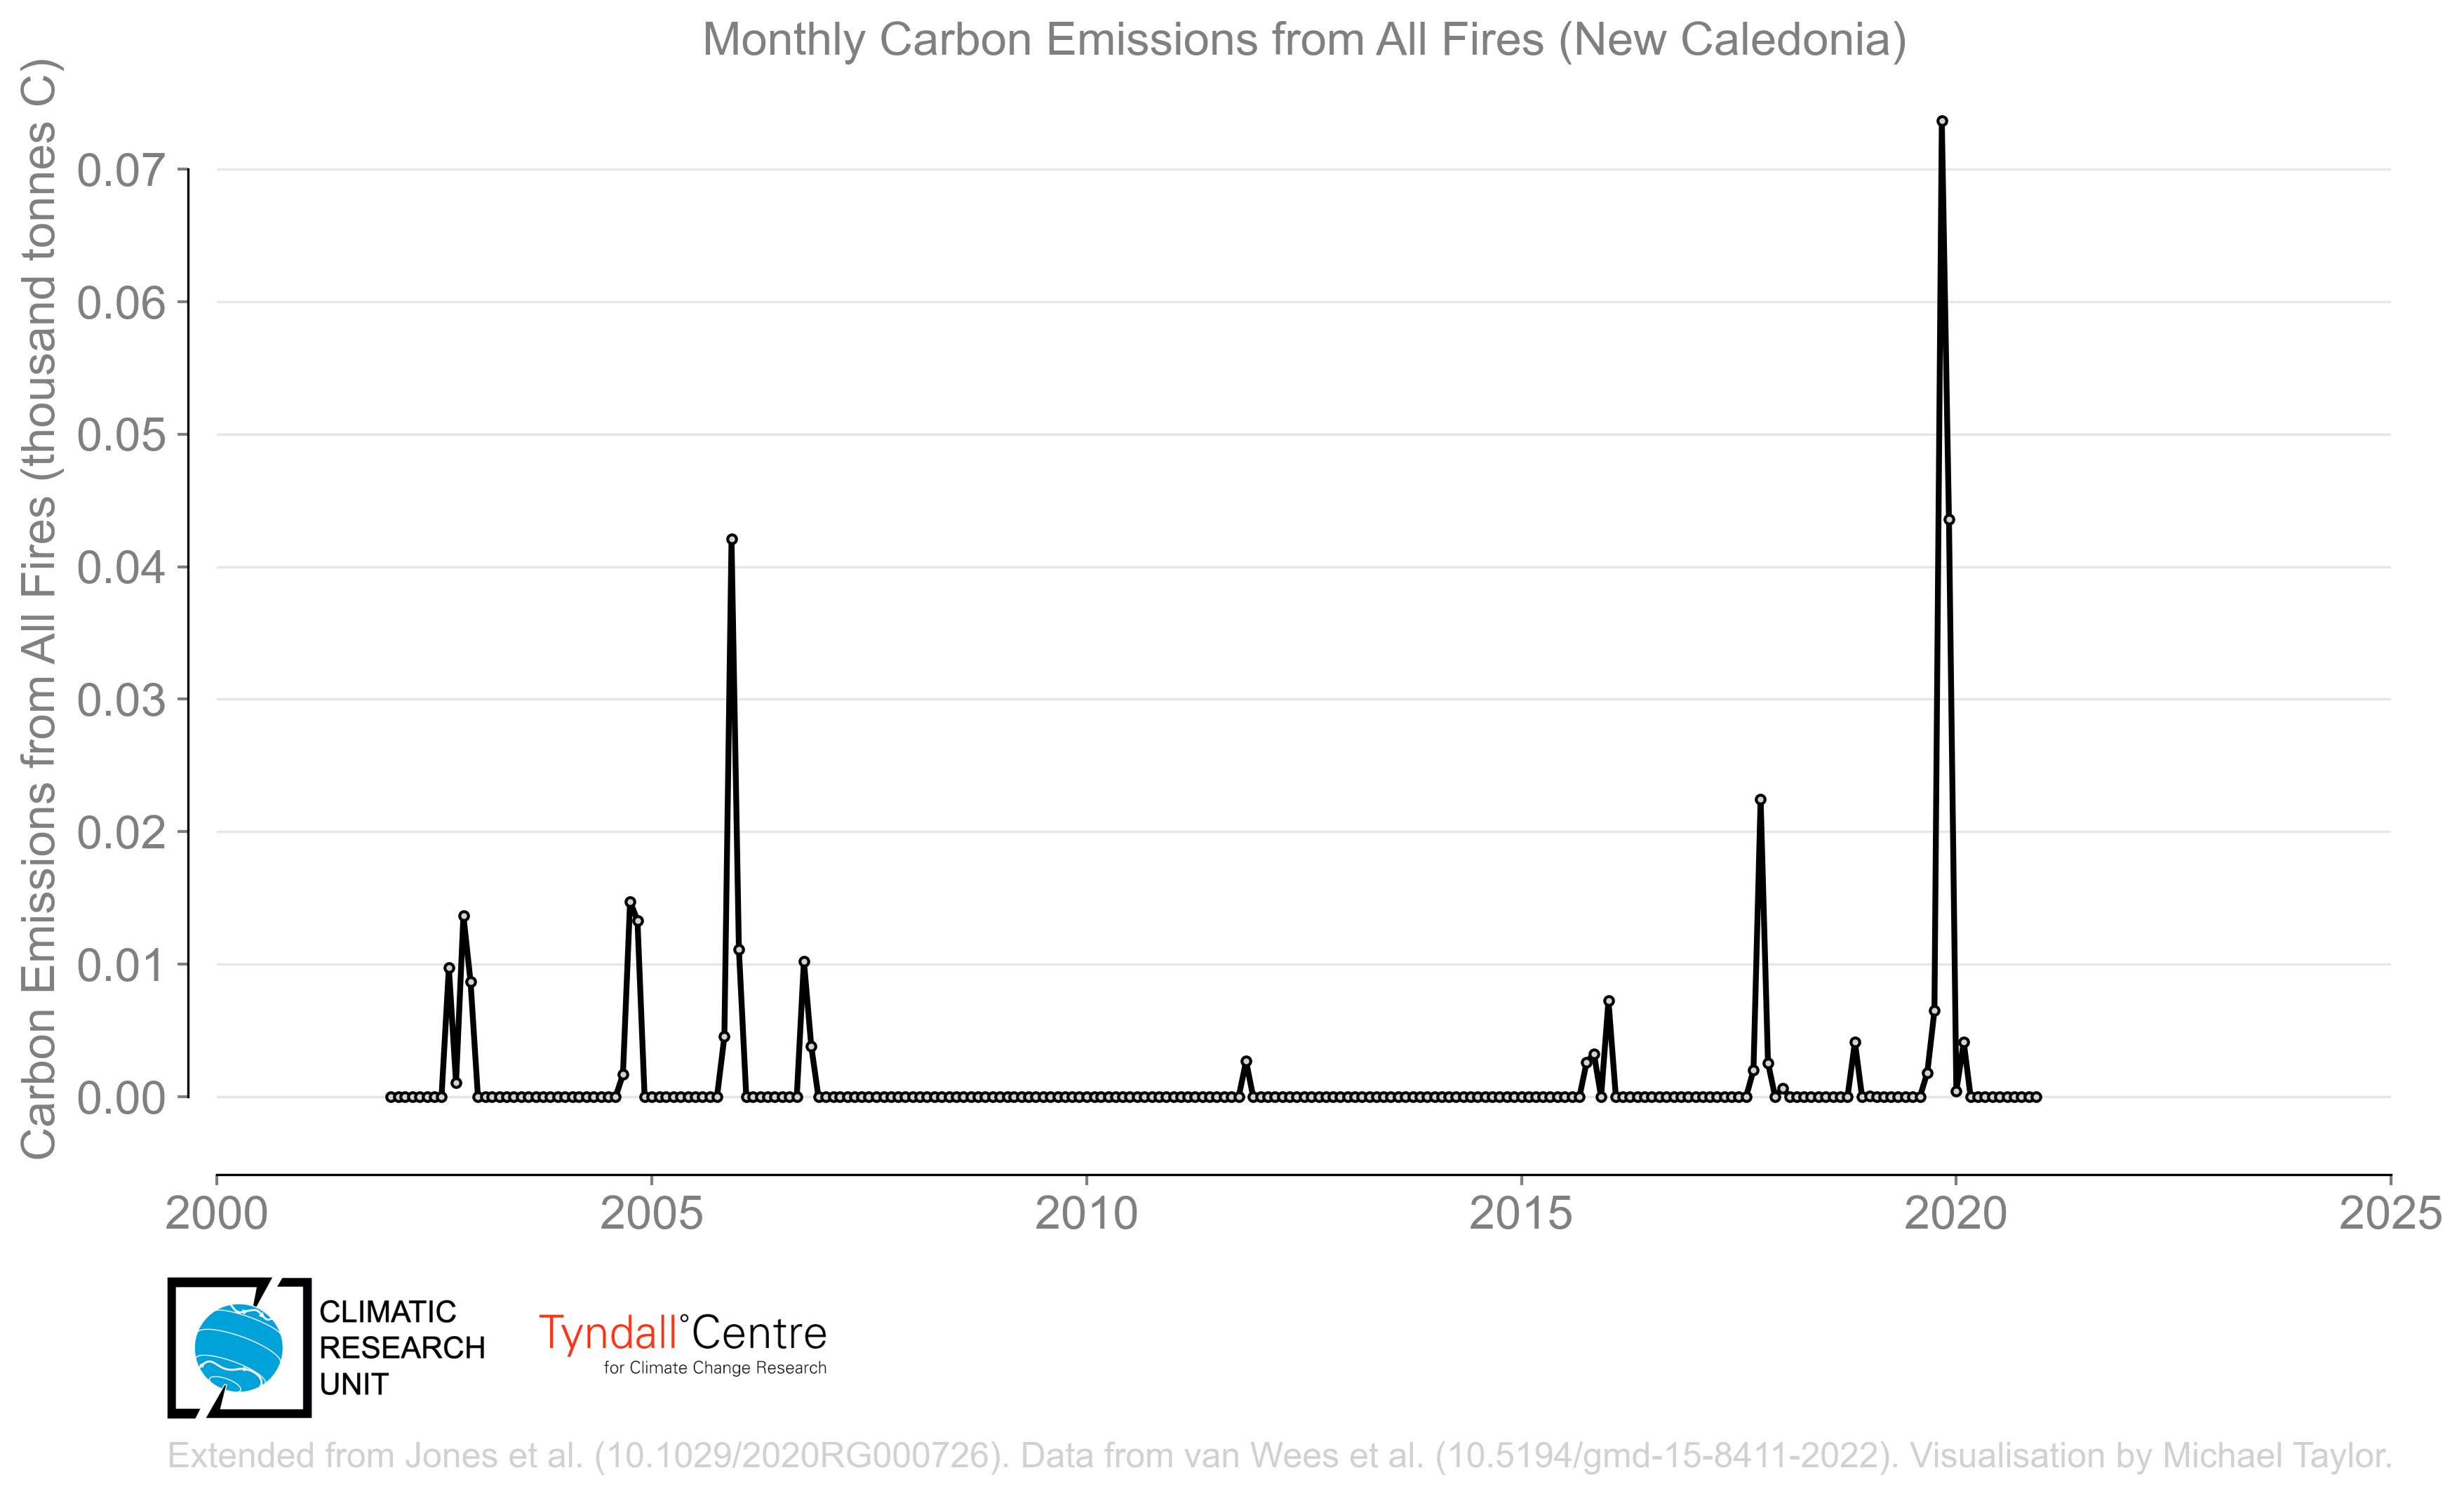 Monthly Carbon Emissions from All Fires (New Caledonia)
Carbon Emissions from All Fires (thousand tonnes C)
0.07
0.06
0.05
0.04
0.03
0.02
0.01
0.00
2000 2005 2010 2015 2020 2025
CLIMATIC
RESEARCH
UNIT
Tyndall°Centre
for Climate Change Research
Extended from Jones et al. (10.1029/2020RG000726). Data from van Wees et al. (10.5194/gmd-15-8411-2022). Visualisation by Michael Taylor.